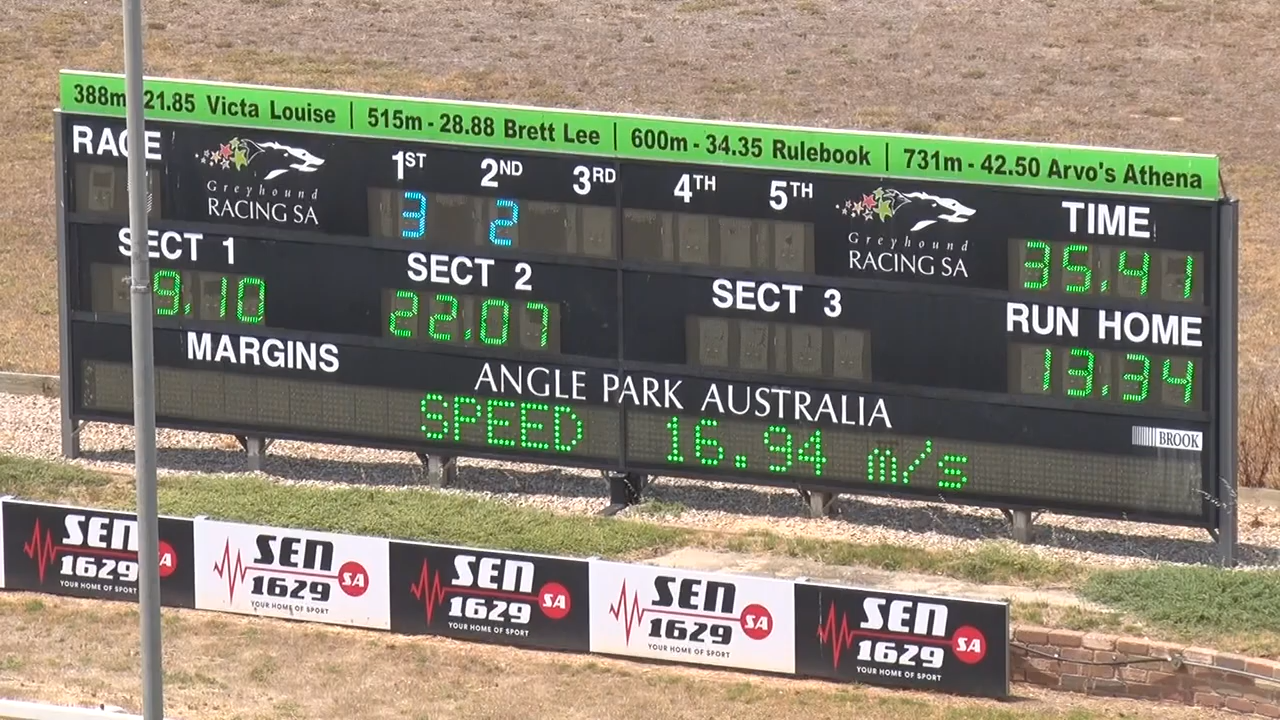 388m 21.85 Victa Louise | 515m - 28.88 Brett Lee | 600m - 34.35 Rulebook | 731m - 42.50 Arvo's Athena
RACE
Greyhound
RACING SA
1ST 2ND 3RD 4TH 5TH
3 2
Greyhound
RACING SA
TIME
35.41
SECT 1
9.10
SECT 2
22.07
SECT 3
RUN HOME
13.34
MARGINS
ANGLE PARK AUSTRALIA
BROOK
SPEED 16.94 m/s
SEN
1629 SA
YOUR HOME OF SPORT
SEN
1629 SA
YOUR HOME OF SPORT
SEN
1629 SA
YOUR HOME OF SPORT
SEN
1629 SA
YOUR HOME OF SPORT
SEN
1629 SA
YOUR HOME OF SPORT